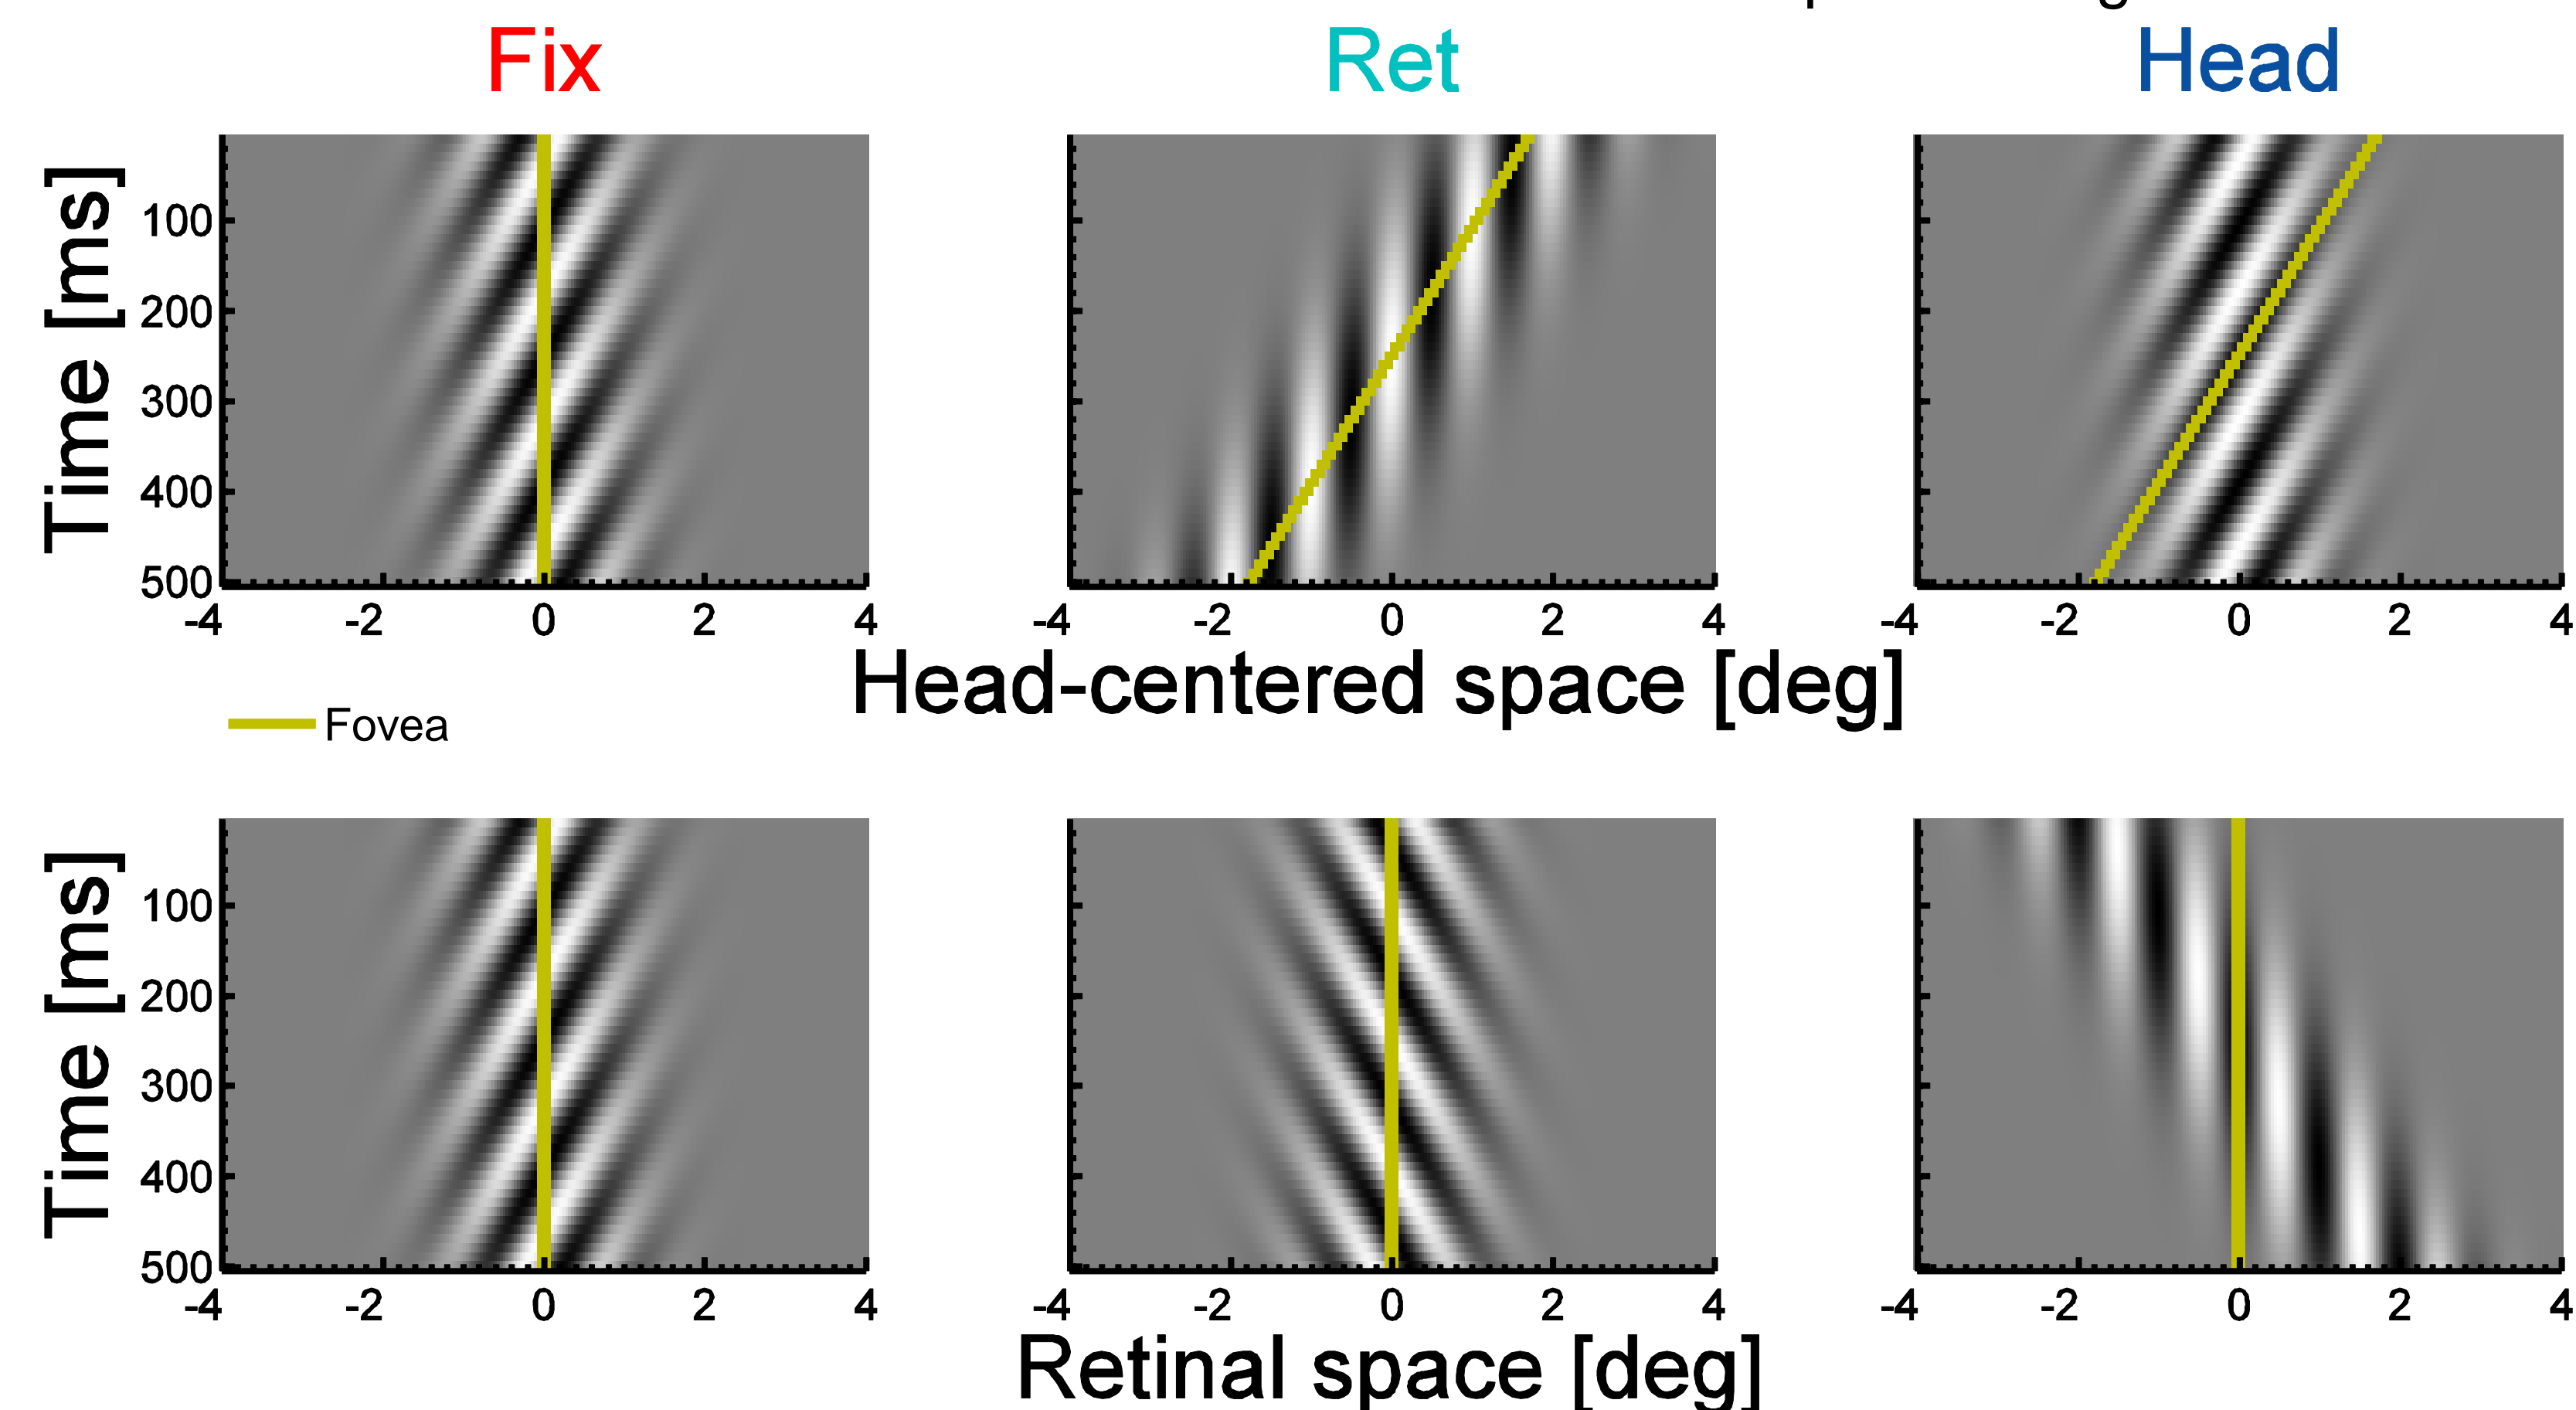 Fix Ret Head
Time [ms]
100
200
300
400
500
-4 -2 0 2 4 -4 -2 0 2 4 -4 -2 0 2 4
Head-centered space [deg]
Fovea
Time [ms]
100
200
300
400
500
-4 -2 0 2 4 -4 -2 0 2 4 -4 -2 0 2 4
Retinal space [deg]